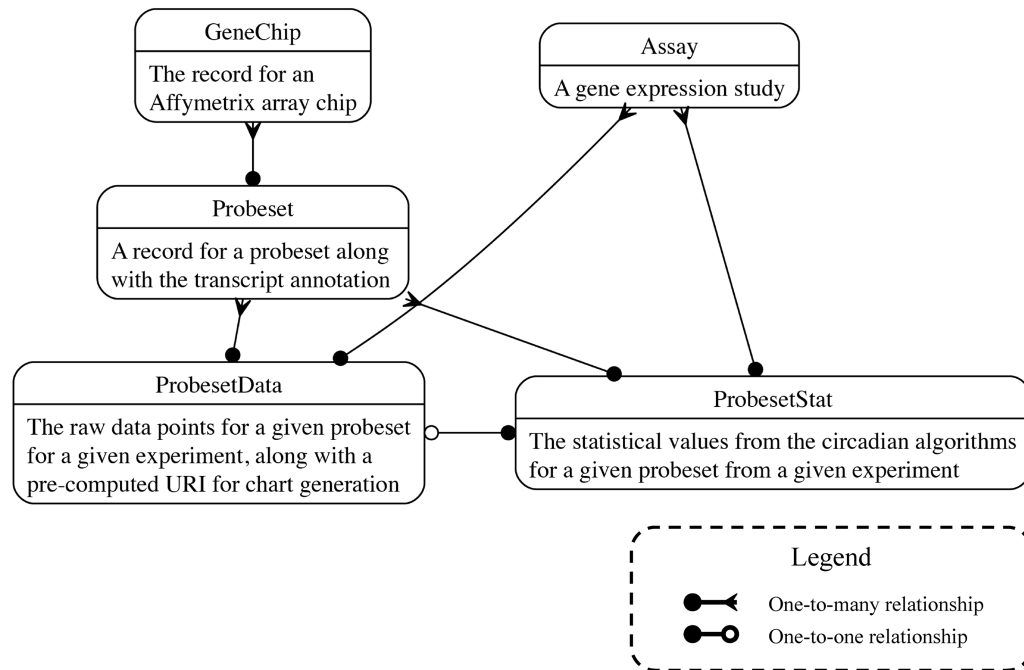 GeneChip
The record for an
Affymetrix array chip
Assay
A gene expression study
Probeset
A record for a probeset along
with the transcript annotation
ProbesetData
The raw data points for a given probeset
for a given experiment, along with a
pre-computed URI for chart generation
ProbesetStat
The statistical values from the circadian algorithms
for a given probeset from a given experiment
Legend
One-to-many relationship
One-to-one relationship